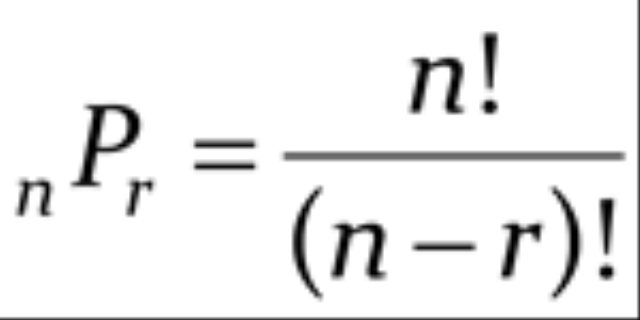 ₙPᵣ = n! / (n − r)!